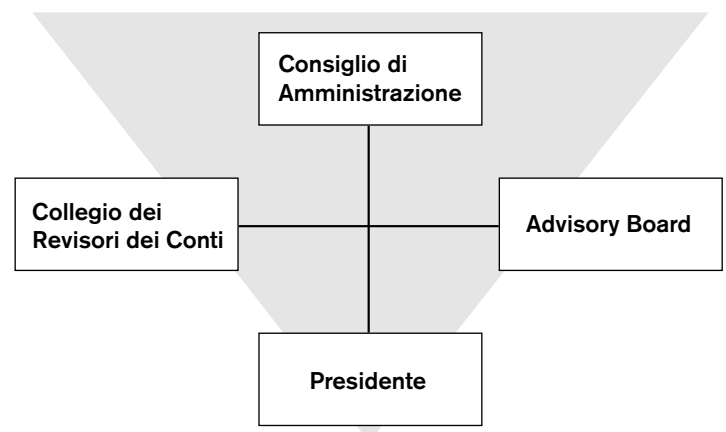 Consiglio di
Amministrazione
Collegio dei
Revisori dei Conti
Advisory Board
Presidente